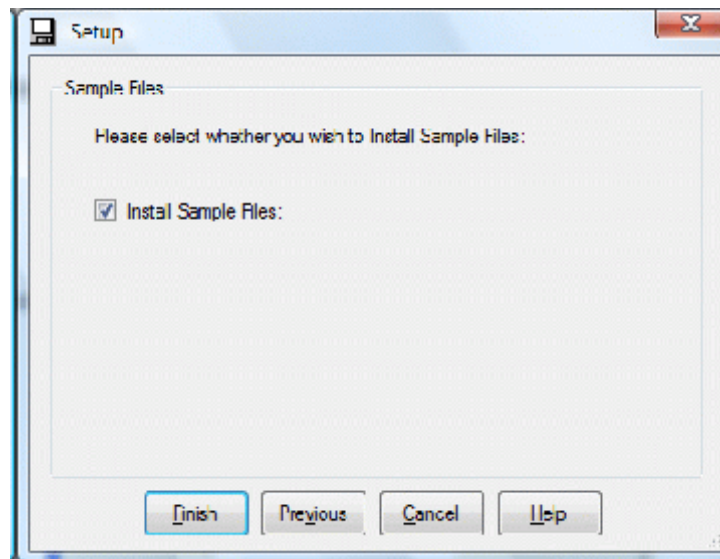 Setup
Sample Files
Please select whether you wish to Install Sample Files:
Install Sample Files:
Finish
Previous
Cancel
Help